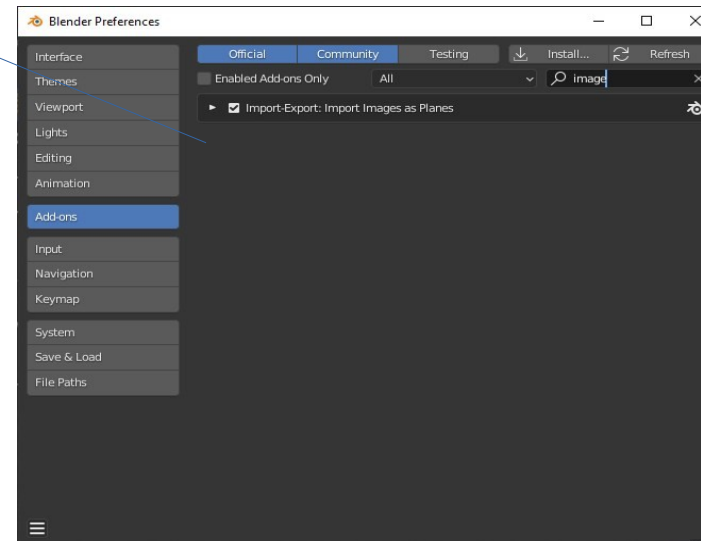 Blender Preferences
Interface
Themes
Viewport
Lights
Editing
Animation
Add-ons
Input
Navigation
Keymap
System
Save & Load
File Paths
Official Community Testing Install... Refresh
Enabled Add-ons Only All image
Import-Export: Import Images as Planes